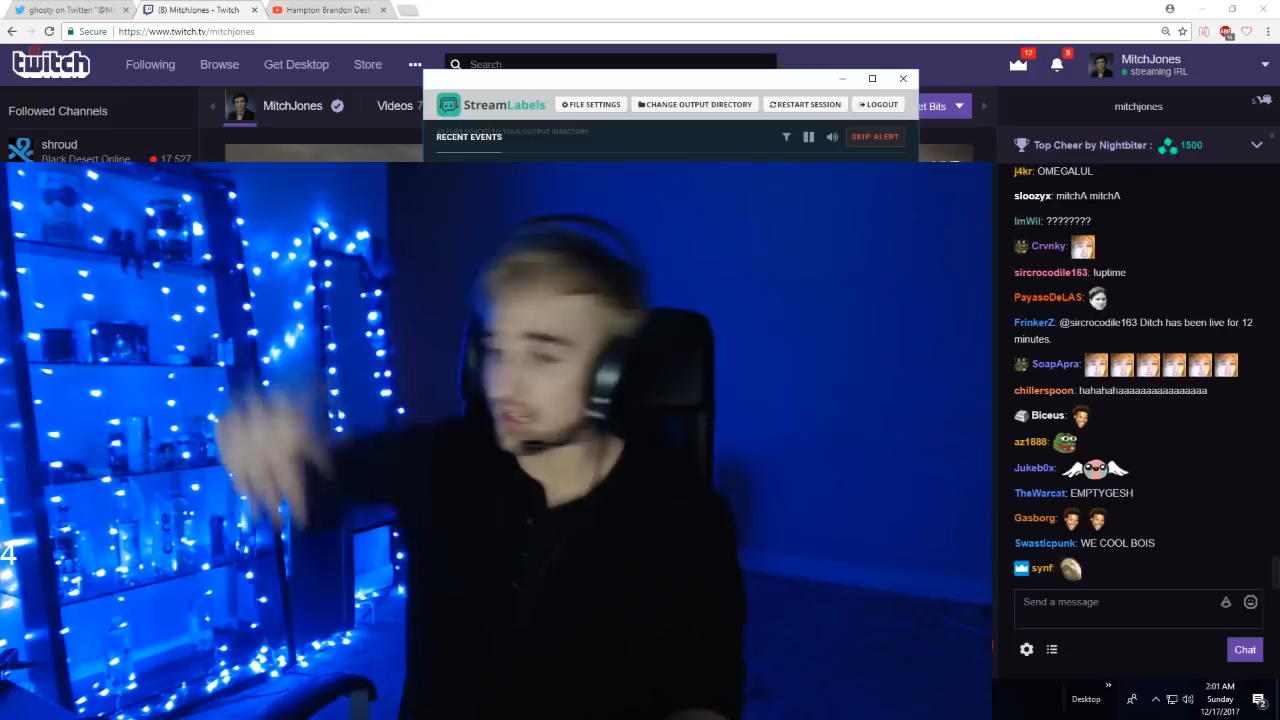 ghosty on Twitter "@Mi
(8) MitchJones - Twitch
Hampton Brandon Dest
Secure
https://www.twitch.tv/mitchjones
twitch
Following
Browse
Get Desktop
Store
Search
12
9
MitchJones
streaming IRL
Followed Channels
MitchJones
Videos 7
StreamLabels
FILE SETTINGS
CHANGE OUTPUT DIRECTORY
RESTART SESSION
LOGOUT
et Bits
mitchjones
RECENT EVENTS
SKIP ALERT
shroud
Black Desert Online
17,527
Top Cheer by Nightbiter :
1500
j4kr: OMEGALUL
sloozyx: mitchA mitchA
ImWil: ????????
Crvnky:
sircrocodile163: !uptime
PayasoDeLAS:
FrinkerZ: @sircrocodile163 Ditch has been live for 12
minutes.
SoapApra:
chillerspoon: hahahahaaaaaaaaaaaaaaaa
Biceus:
az1888:
Jukeb0x:
TheWarcat: EMPTYGESH
Gasborg:
Swasticpunk: WE COOL BOIS
synf:
4
Send a message
Chat
Desktop
2:01 AM
Sunday
12/17/2017
2